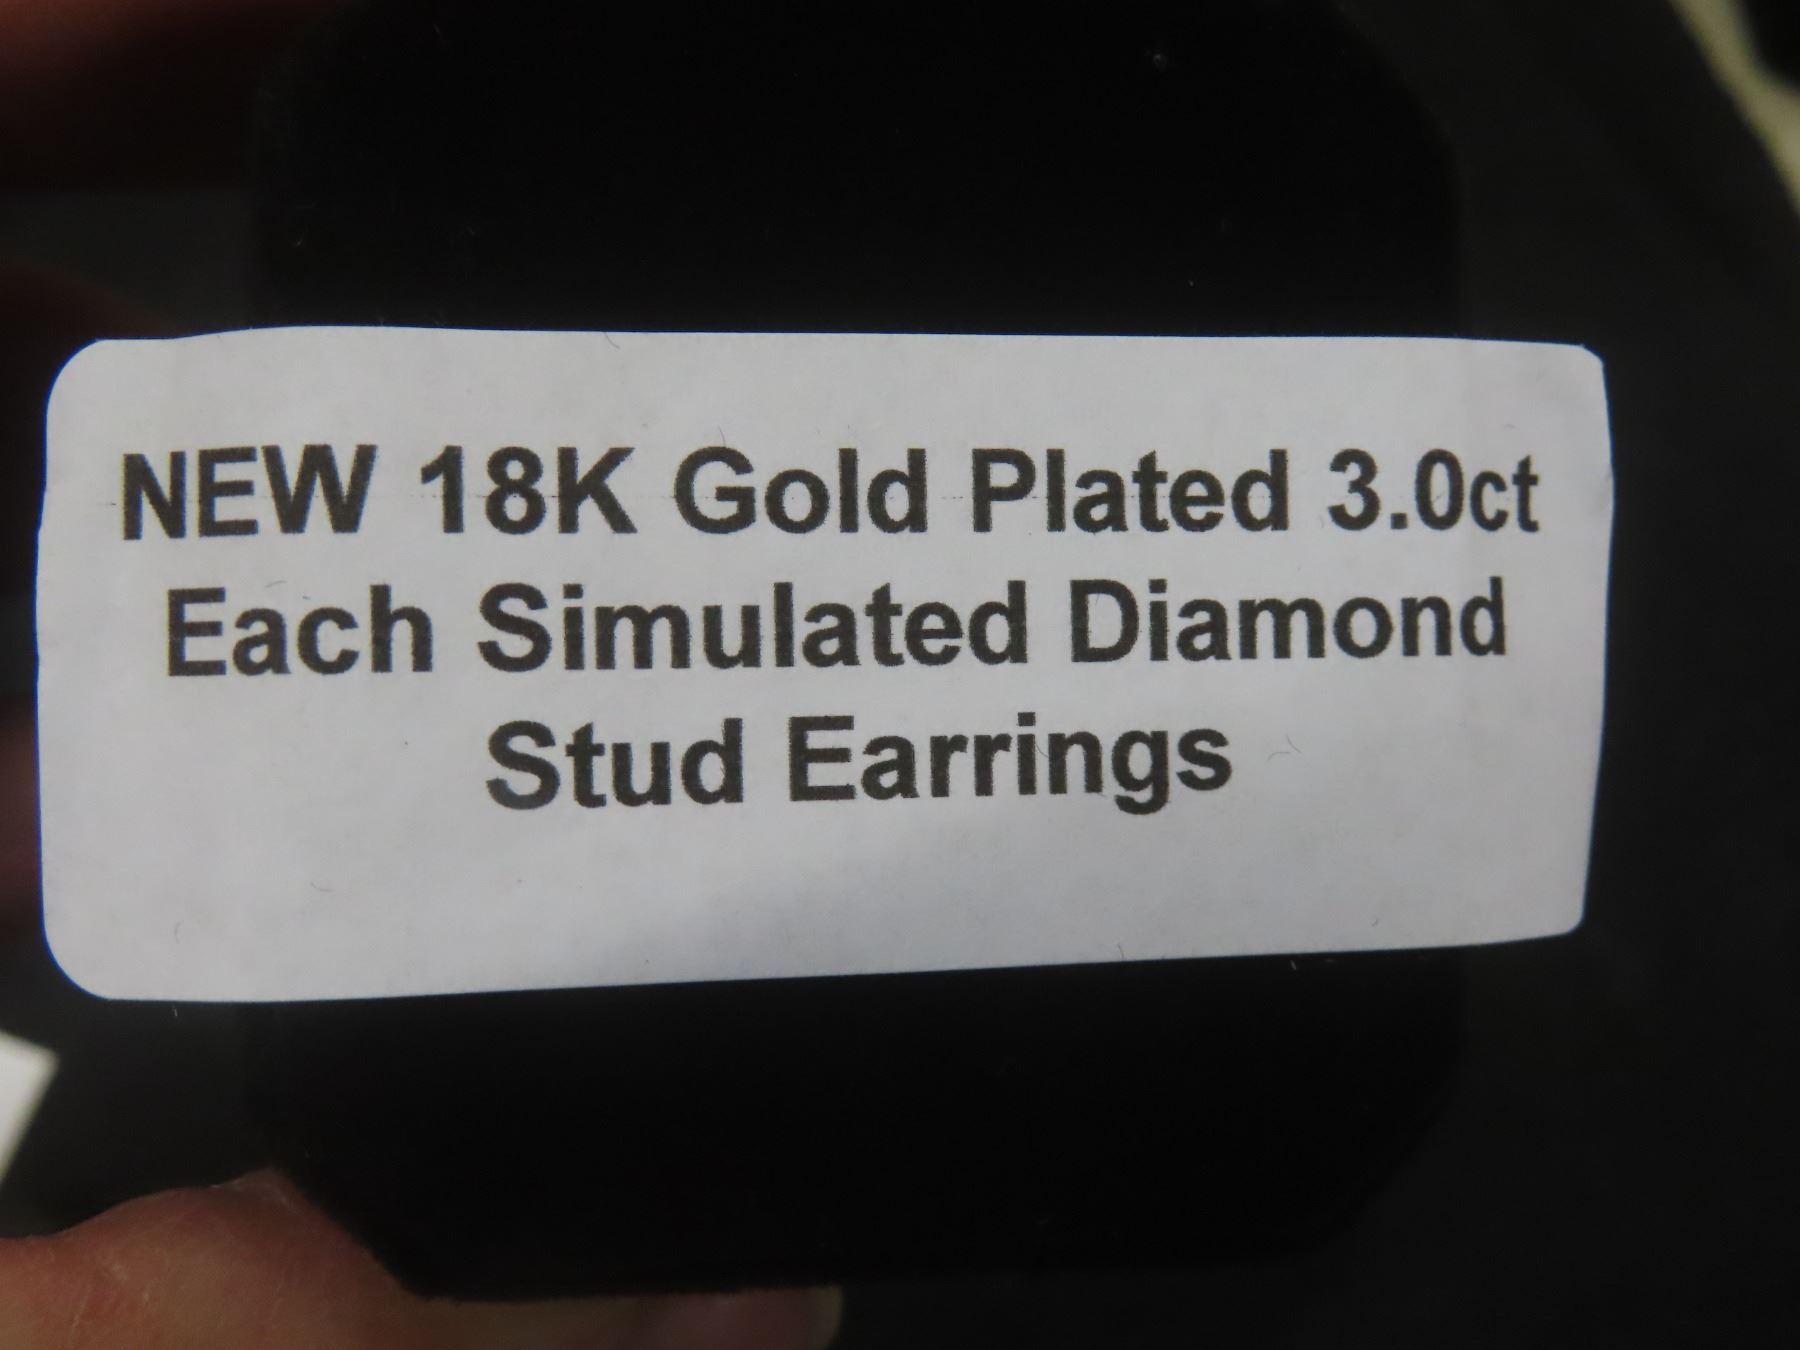 NEW 18K Gold Plated 3.0ct
Each Simulated Diamond
Stud Earrings